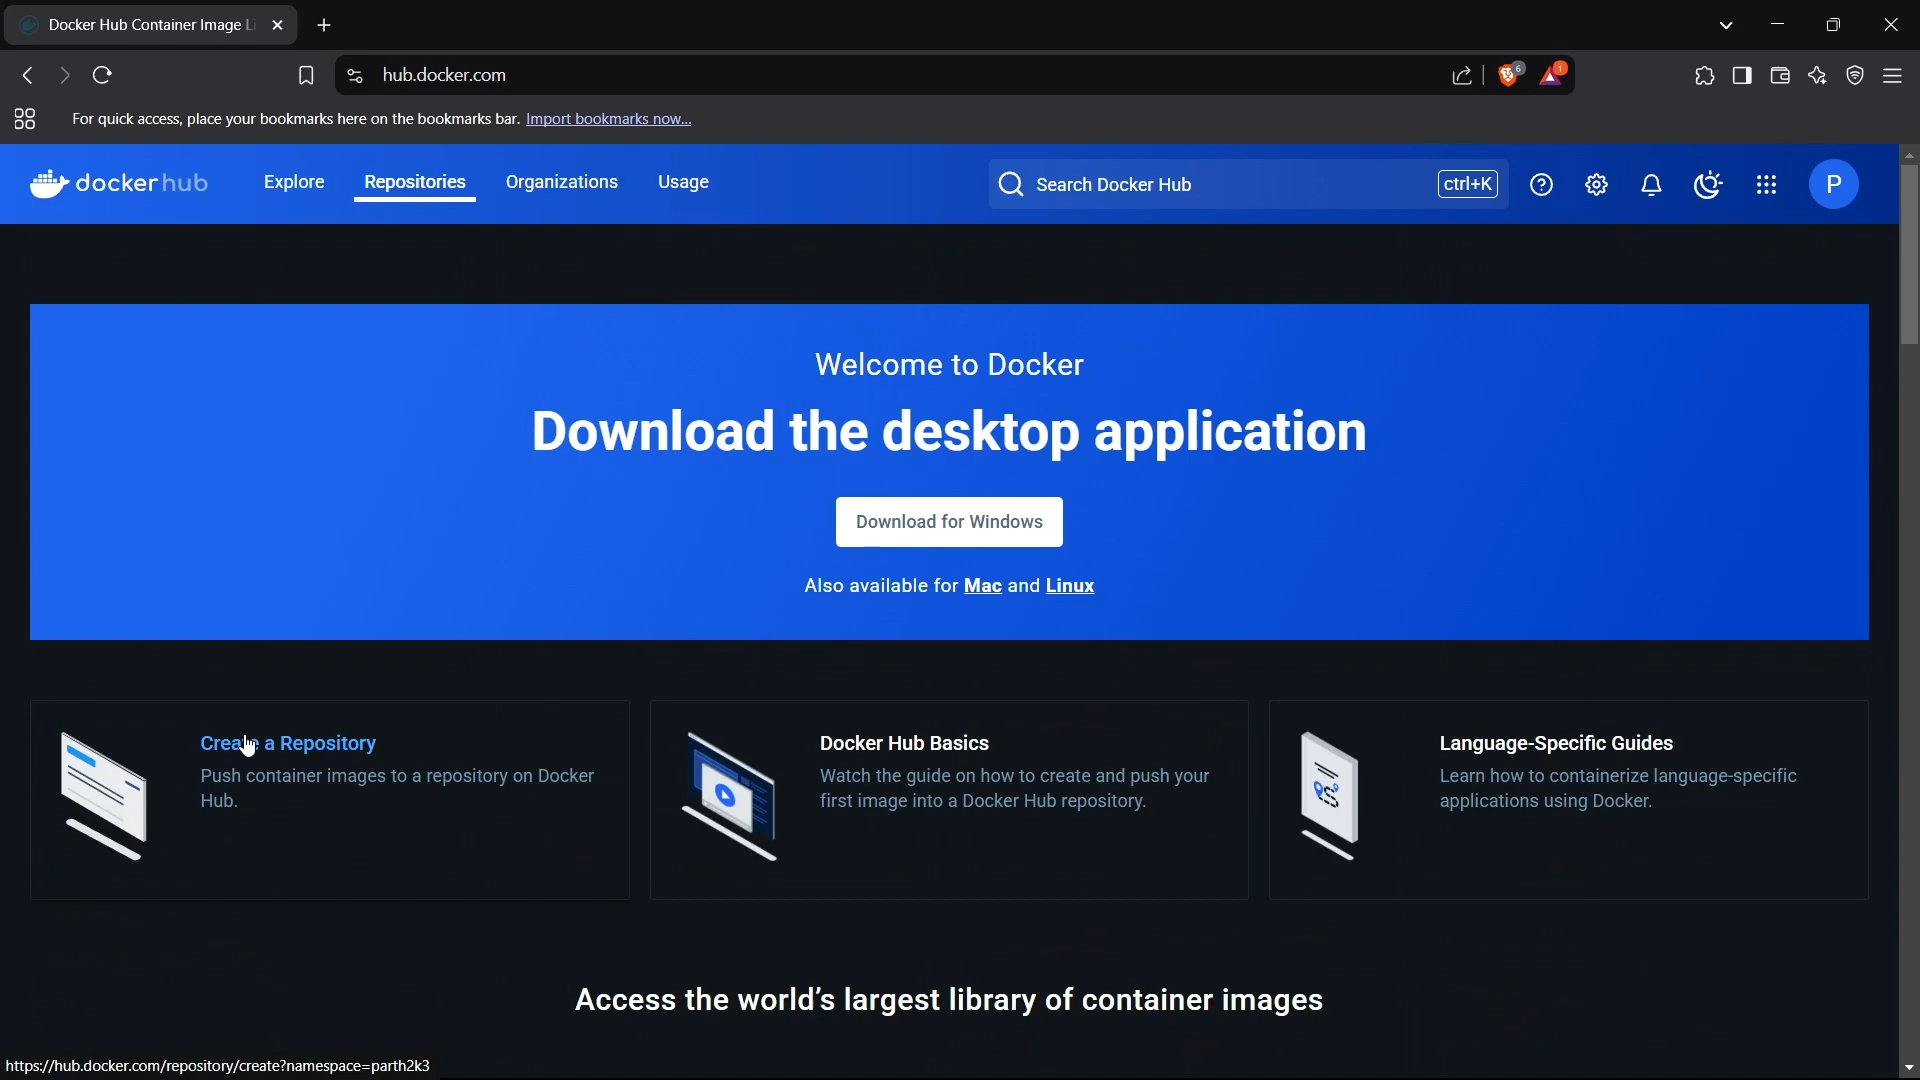 Docker Hub Container Image Li
hub.docker.com
6
1
For quick access, place your bookmarks here on the bookmarks bar. Import bookmarks now...
docker hub
Explore
Repositories
Organizations
Usage
Search Docker Hub
ctrl+K
P
Welcome to Docker
Download the desktop application
Download for Windows
Also available for Mac and Linux
Create a Repository
Push container images to a repository on Docker
Hub.
Docker Hub Basics
Watch the guide on how to create and push your
first image into a Docker Hub repository.
Language-Specific Guides
Learn how to containerize language-specific
applications using Docker.
Access the world's largest library of container images
https://hub.docker.com/repository/create?namespace=parth2k3